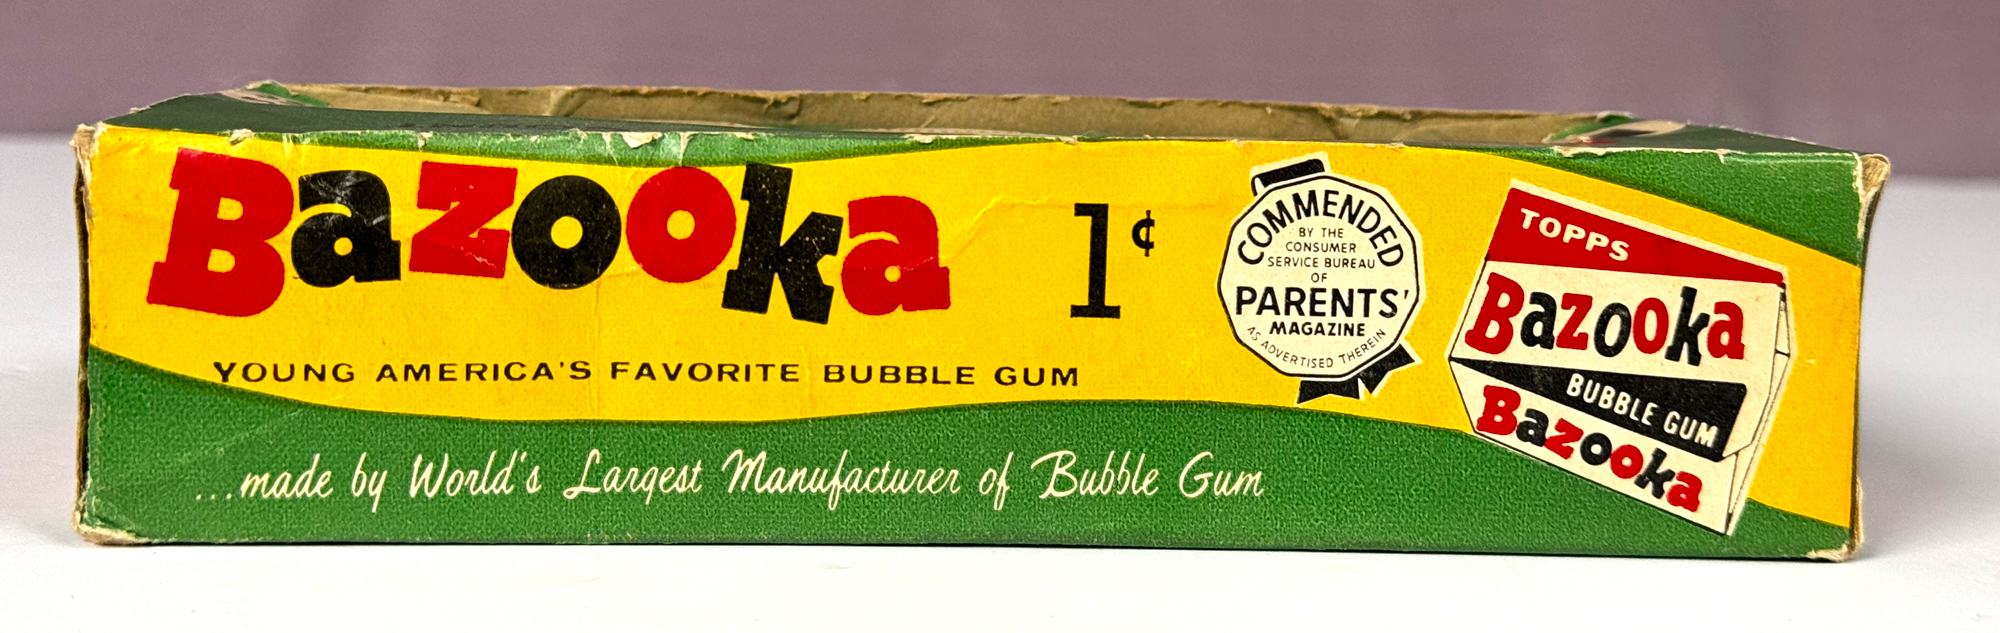 Bazooka
1¢
YOUNG AMERICA'S FAVORITE BUBBLE GUM
...made by World's Largest Manufacturer of Bubble Gum
COMMENDED
BY THE
CONSUMER
SERVICE BUREAU
OF
PARENTS'
MAGAZINE
AS ADVERTISED THEREIN
TOPPS
Bazooka
BUBBLE GUM
Bazooka